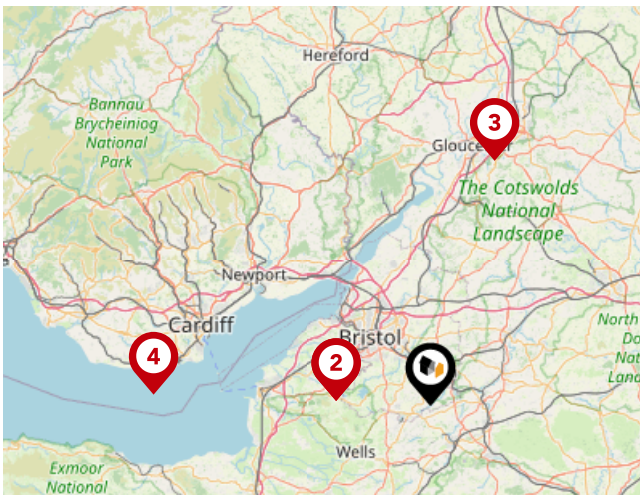 Hereford
Bannau
Brycheiniog
National
Park
3
The Cotswolds
National
Landscape
Newport
Cardiff
Bristol
4
2
Wells
Exmoor
National
North